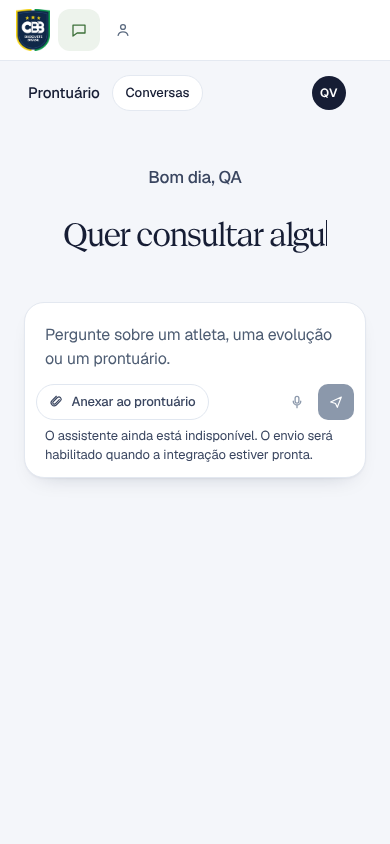 CBB
Prontuário
Conversas
QV
Bom dia, QA
Quer consultar algu
Pergunte sobre um atleta, uma evolução
ou um prontuário.
Anexar ao prontuário
O assistente ainda está indisponível. O envio será
habilitado quando a integração estiver pronta.